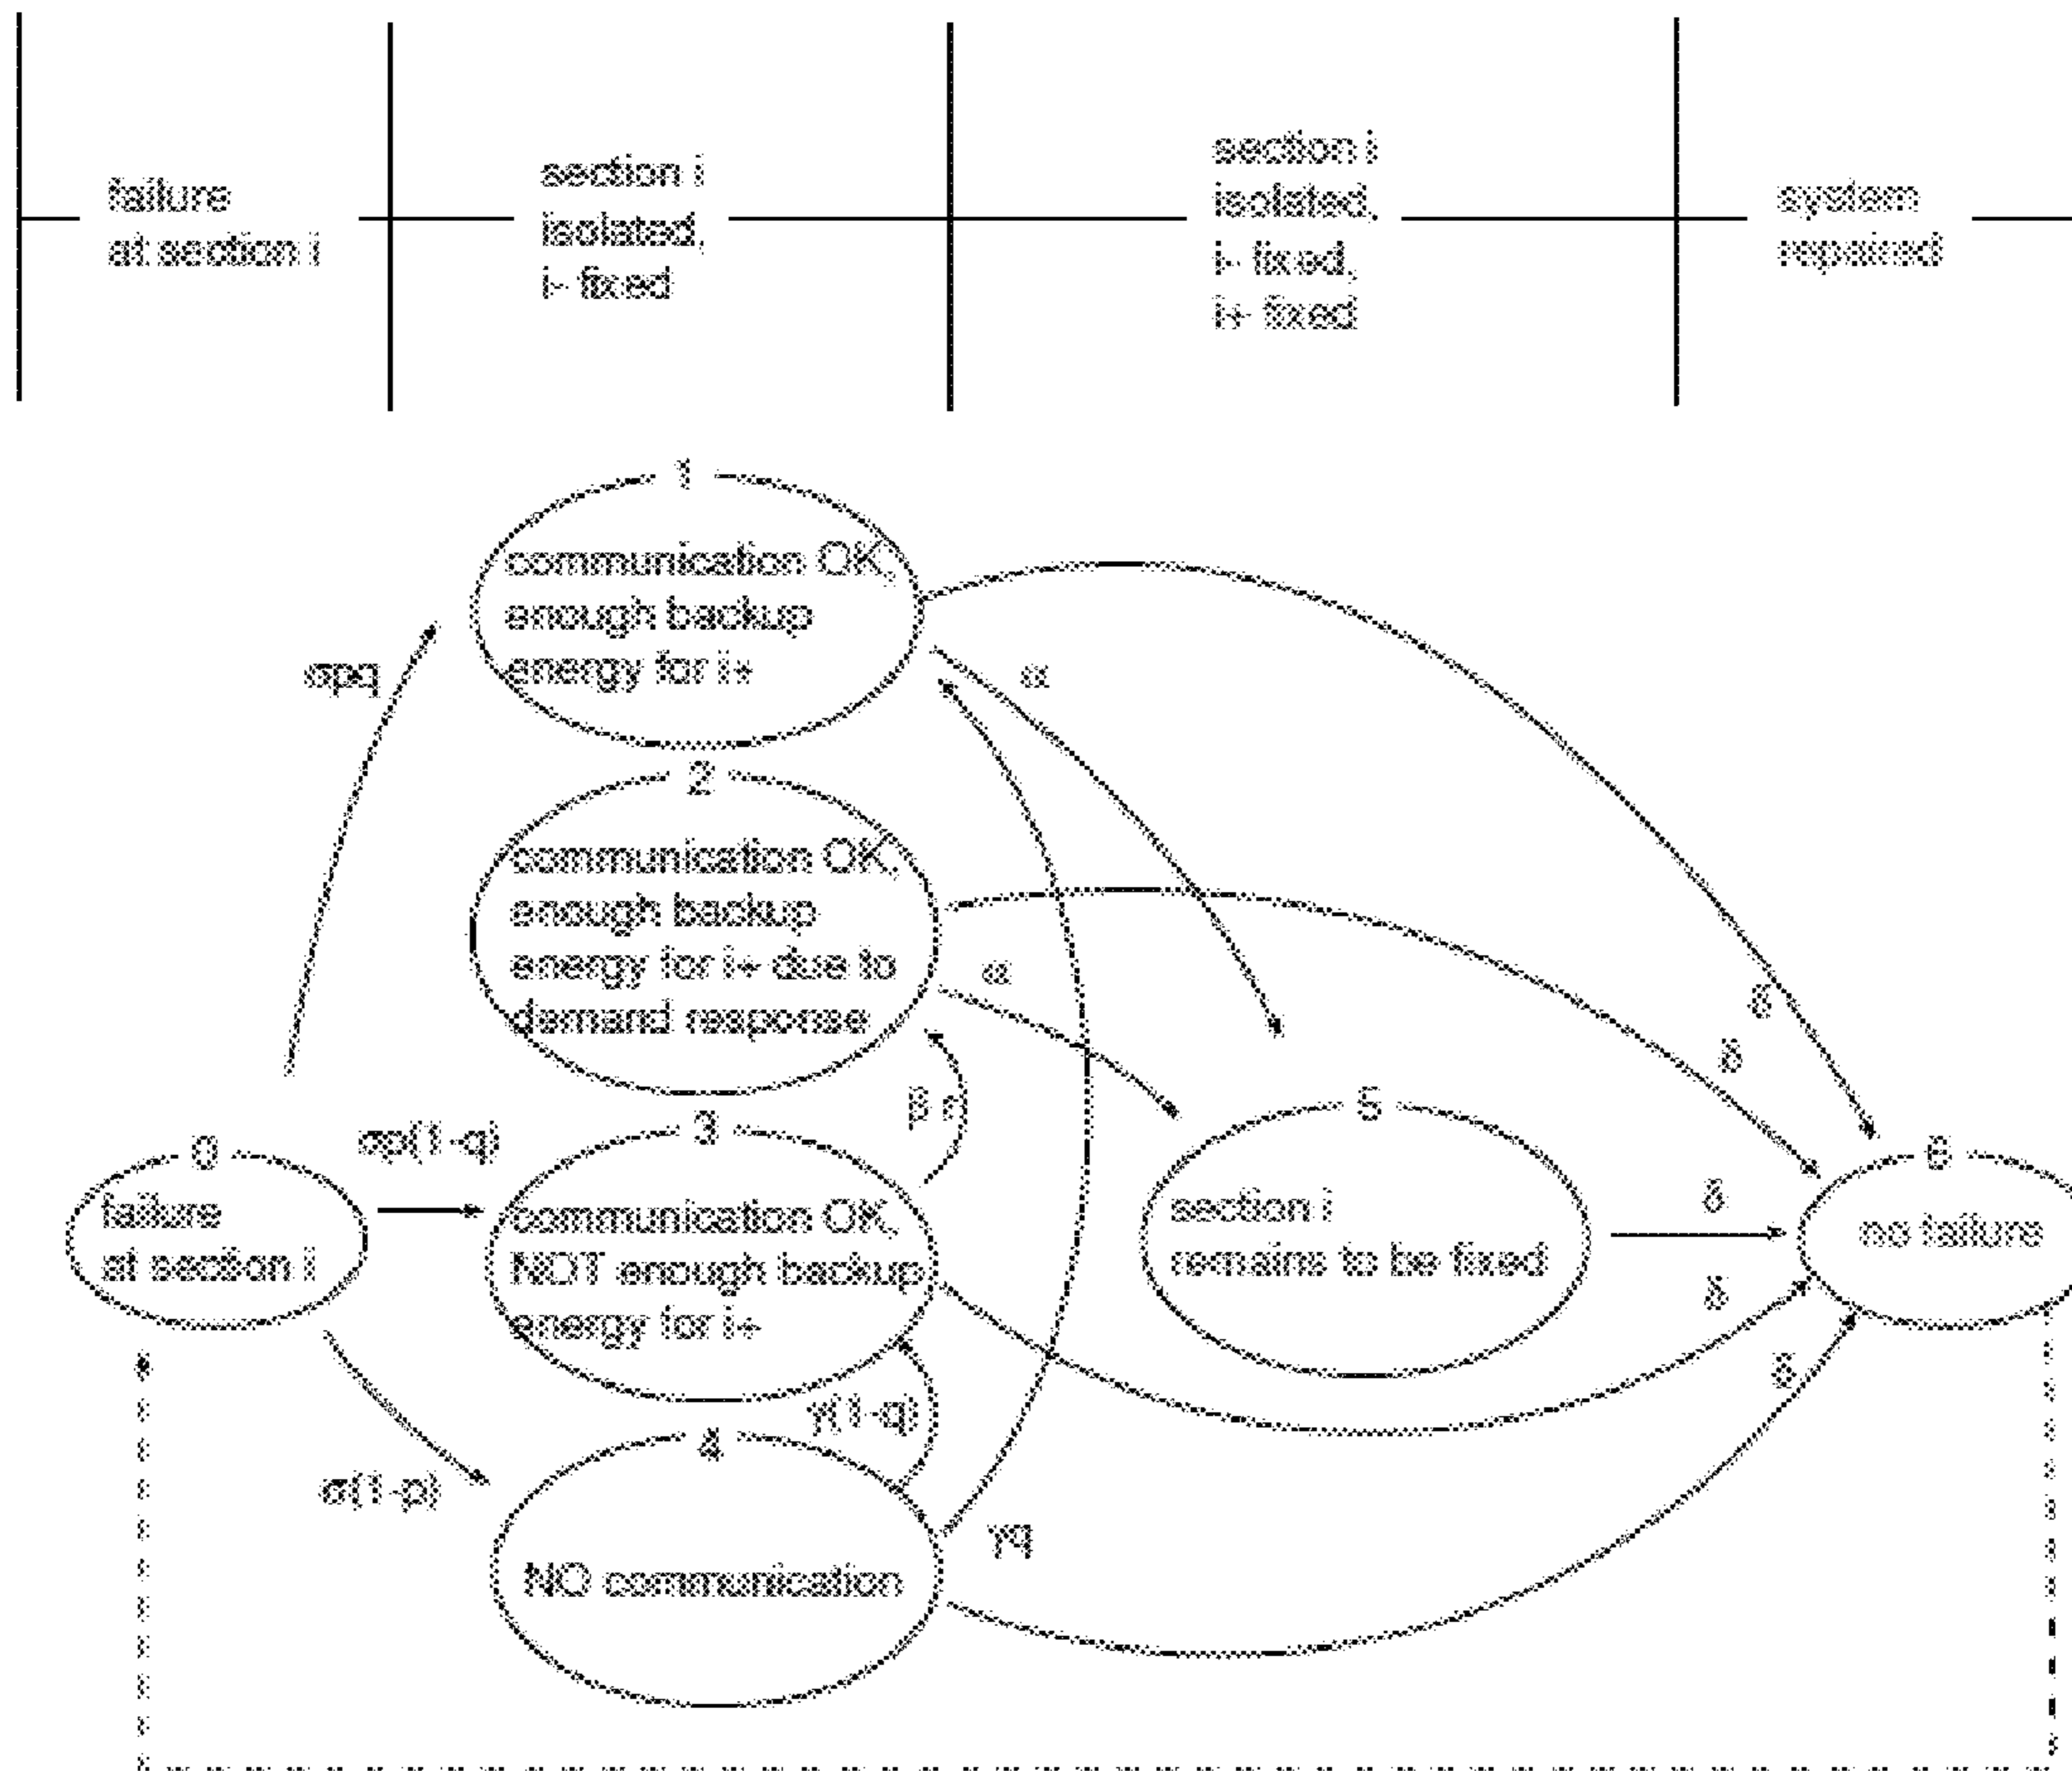 failure
at section i
section i
isolated,
i- fixed
section i
isolated,
i- fixed,
i+ fixed
system
repaired
1
communication OK,
enough backup
energy for i+
σpq
α
2
communication OK,
enough backup
energy for i+ due to
demand response
α
δ
δ
β r
0
failure
at section i
σp(1-q)
3
communication OK,
NOT enough backup
energy for i+
5
section i
remains to be fixed
δ
6
no failure
δ
δ
γ(1-q)
σ(1-p)
4
NO communication
γq